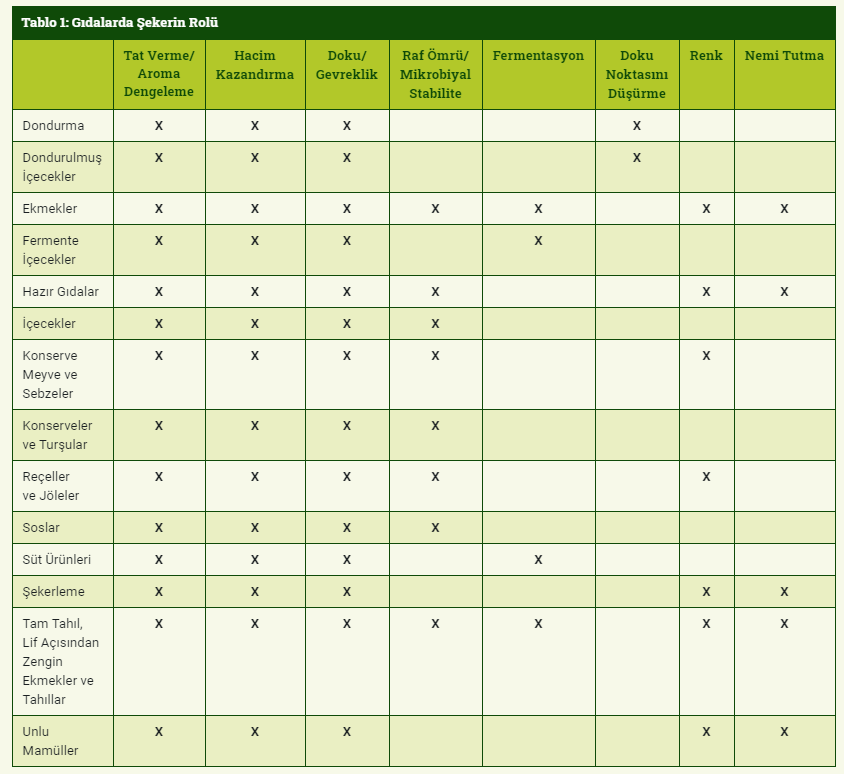 Tablo 1: Gıdalarda Şekerin Rolü
Tat Verme/ Aroma Dengeleme Hacim Kazandırma Doku/ Gevreklik Raf Ömrü/ Mikrobiyal Stabilite Fermentasyon Doku Noktasını Düşürme Renk Nemi Tutma
Dondurma X X X X
Dondurulmuş İçecekler X X X X
Ekmekler X X X X X X X
Fermente İçecekler X X X X
Hazır Gıdalar X X X X X X
İçecekler X X X X
Konserve Meyve ve Sebzeler X X X X X
Konserveler ve Turşular X X X X
Reçeller ve Jöleler X X X X X
Soslar X X X X
Süt Ürünleri X X X X
Şekerleme X X X X X
Tam Tahıl, Lif Açısından Zengin Ekmekler ve Tahıllar X X X X X X X
Unlu Mamüller X X X X X